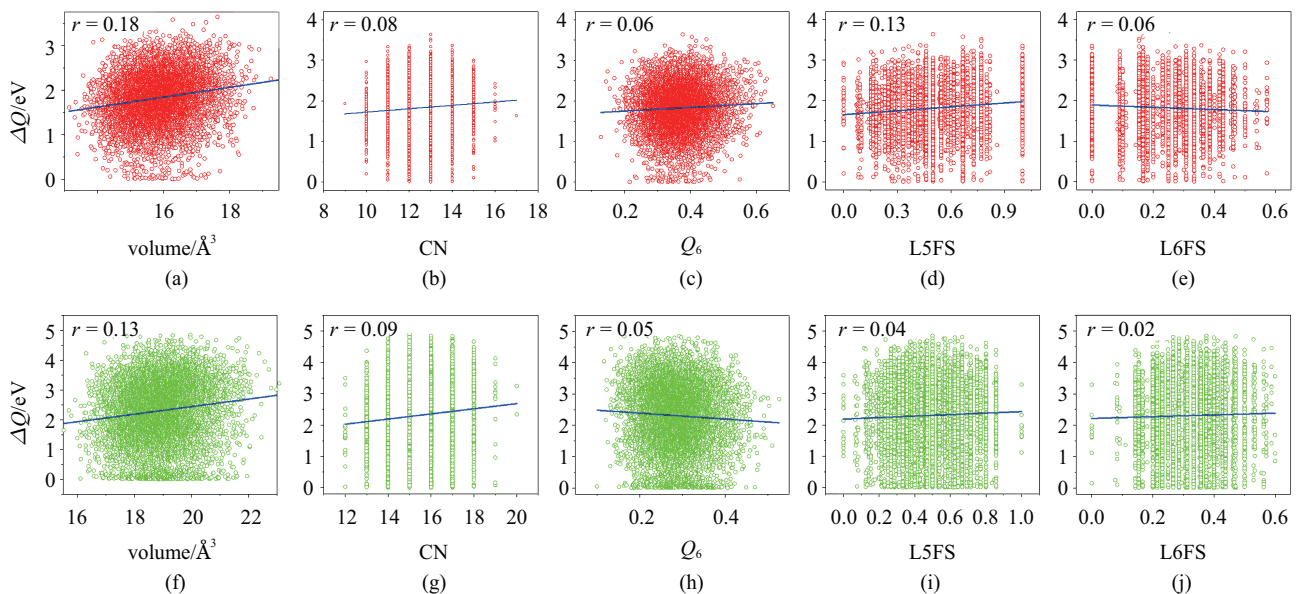 r = 0.18
ΔQ/eV
3
2
1
0
16
18
volume/Å³
(a)
r = 0.08
4
3
2
1
0
8
10
12
14
16
18
CN
(b)
r = 0.06
4
3
2
1
0
0.2
0.4
0.6
Q₆
(c)
r = 0.13
4
3
2
1
0
0.0
0.3
0.6
0.9
L5FS
(d)
r = 0.06
4
3
2
1
0
0.0
0.2
0.4
0.6
L6FS
(e)
r = 0.13
ΔQ/eV
5
4
3
2
1
0
16
18
20
22
volume/Å³
(f)
r = 0.09
5
4
3
2
1
0
12
14
16
18
20
CN
(g)
r = 0.05
5
4
3
2
1
0
0.2
0.4
Q₆
(h)
r = 0.04
5
4
3
2
1
0
0.0
0.2
0.4
0.6
0.8
1.0
L5FS
(i)
r = 0.02
5
4
3
2
1
0
0.0
0.2
0.4
0.6
L6FS
(j)